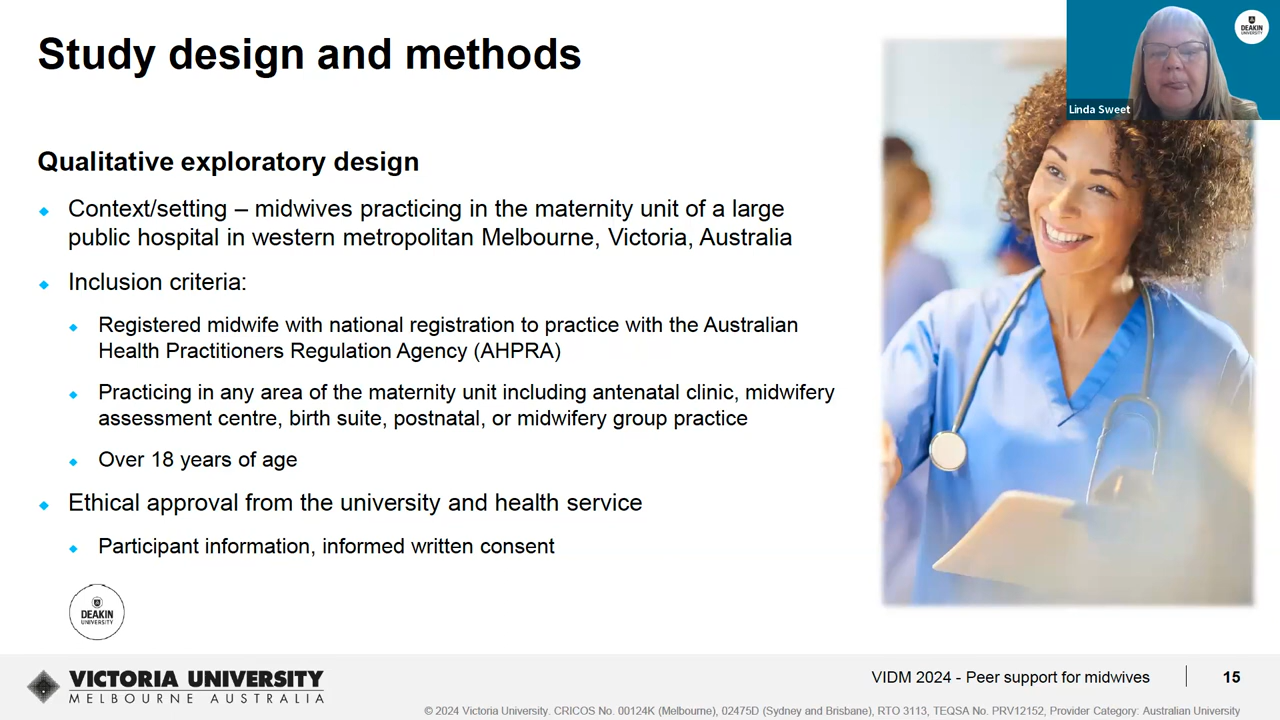 Study design and methods
DEAKIN
UNIVERSITY
Linda Sweet
Qualitative exploratory design
Context/setting – midwives practicing in the maternity unit of a large
public hospital in western metropolitan Melbourne, Victoria, Australia
Inclusion criteria:
Registered midwife with national registration to practice with the Australian
Health Practitioners Regulation Agency (AHPRA)
Practicing in any area of the maternity unit including antenatal clinic, midwifery
assessment centre, birth suite, postnatal, or midwifery group practice
Over 18 years of age
Ethical approval from the university and health service
Participant information, informed written consent
DEAKIN
UNIVERSITY
VICTORIA UNIVERSITY
MELBOURNE AUSTRALIA
VIDM 2024 - Peer support for midwives
15
© 2024 Victoria University. CRICOS No. 00124K (Melbourne), 02475D (Sydney and Brisbane), RTO 3113, TEQSA No. PRV12152, Provider Category: Australian University